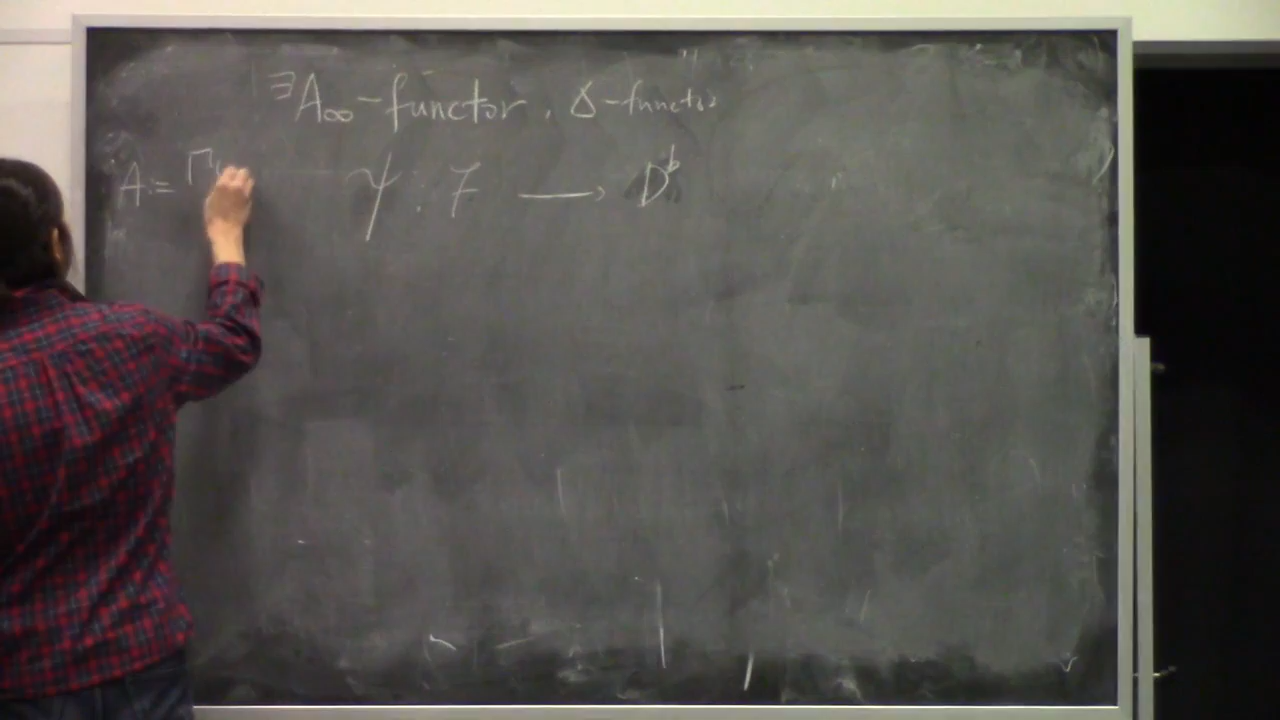 ∃A∞-functor, δ-functor
A := Γ ψ : F ⟶ D^b